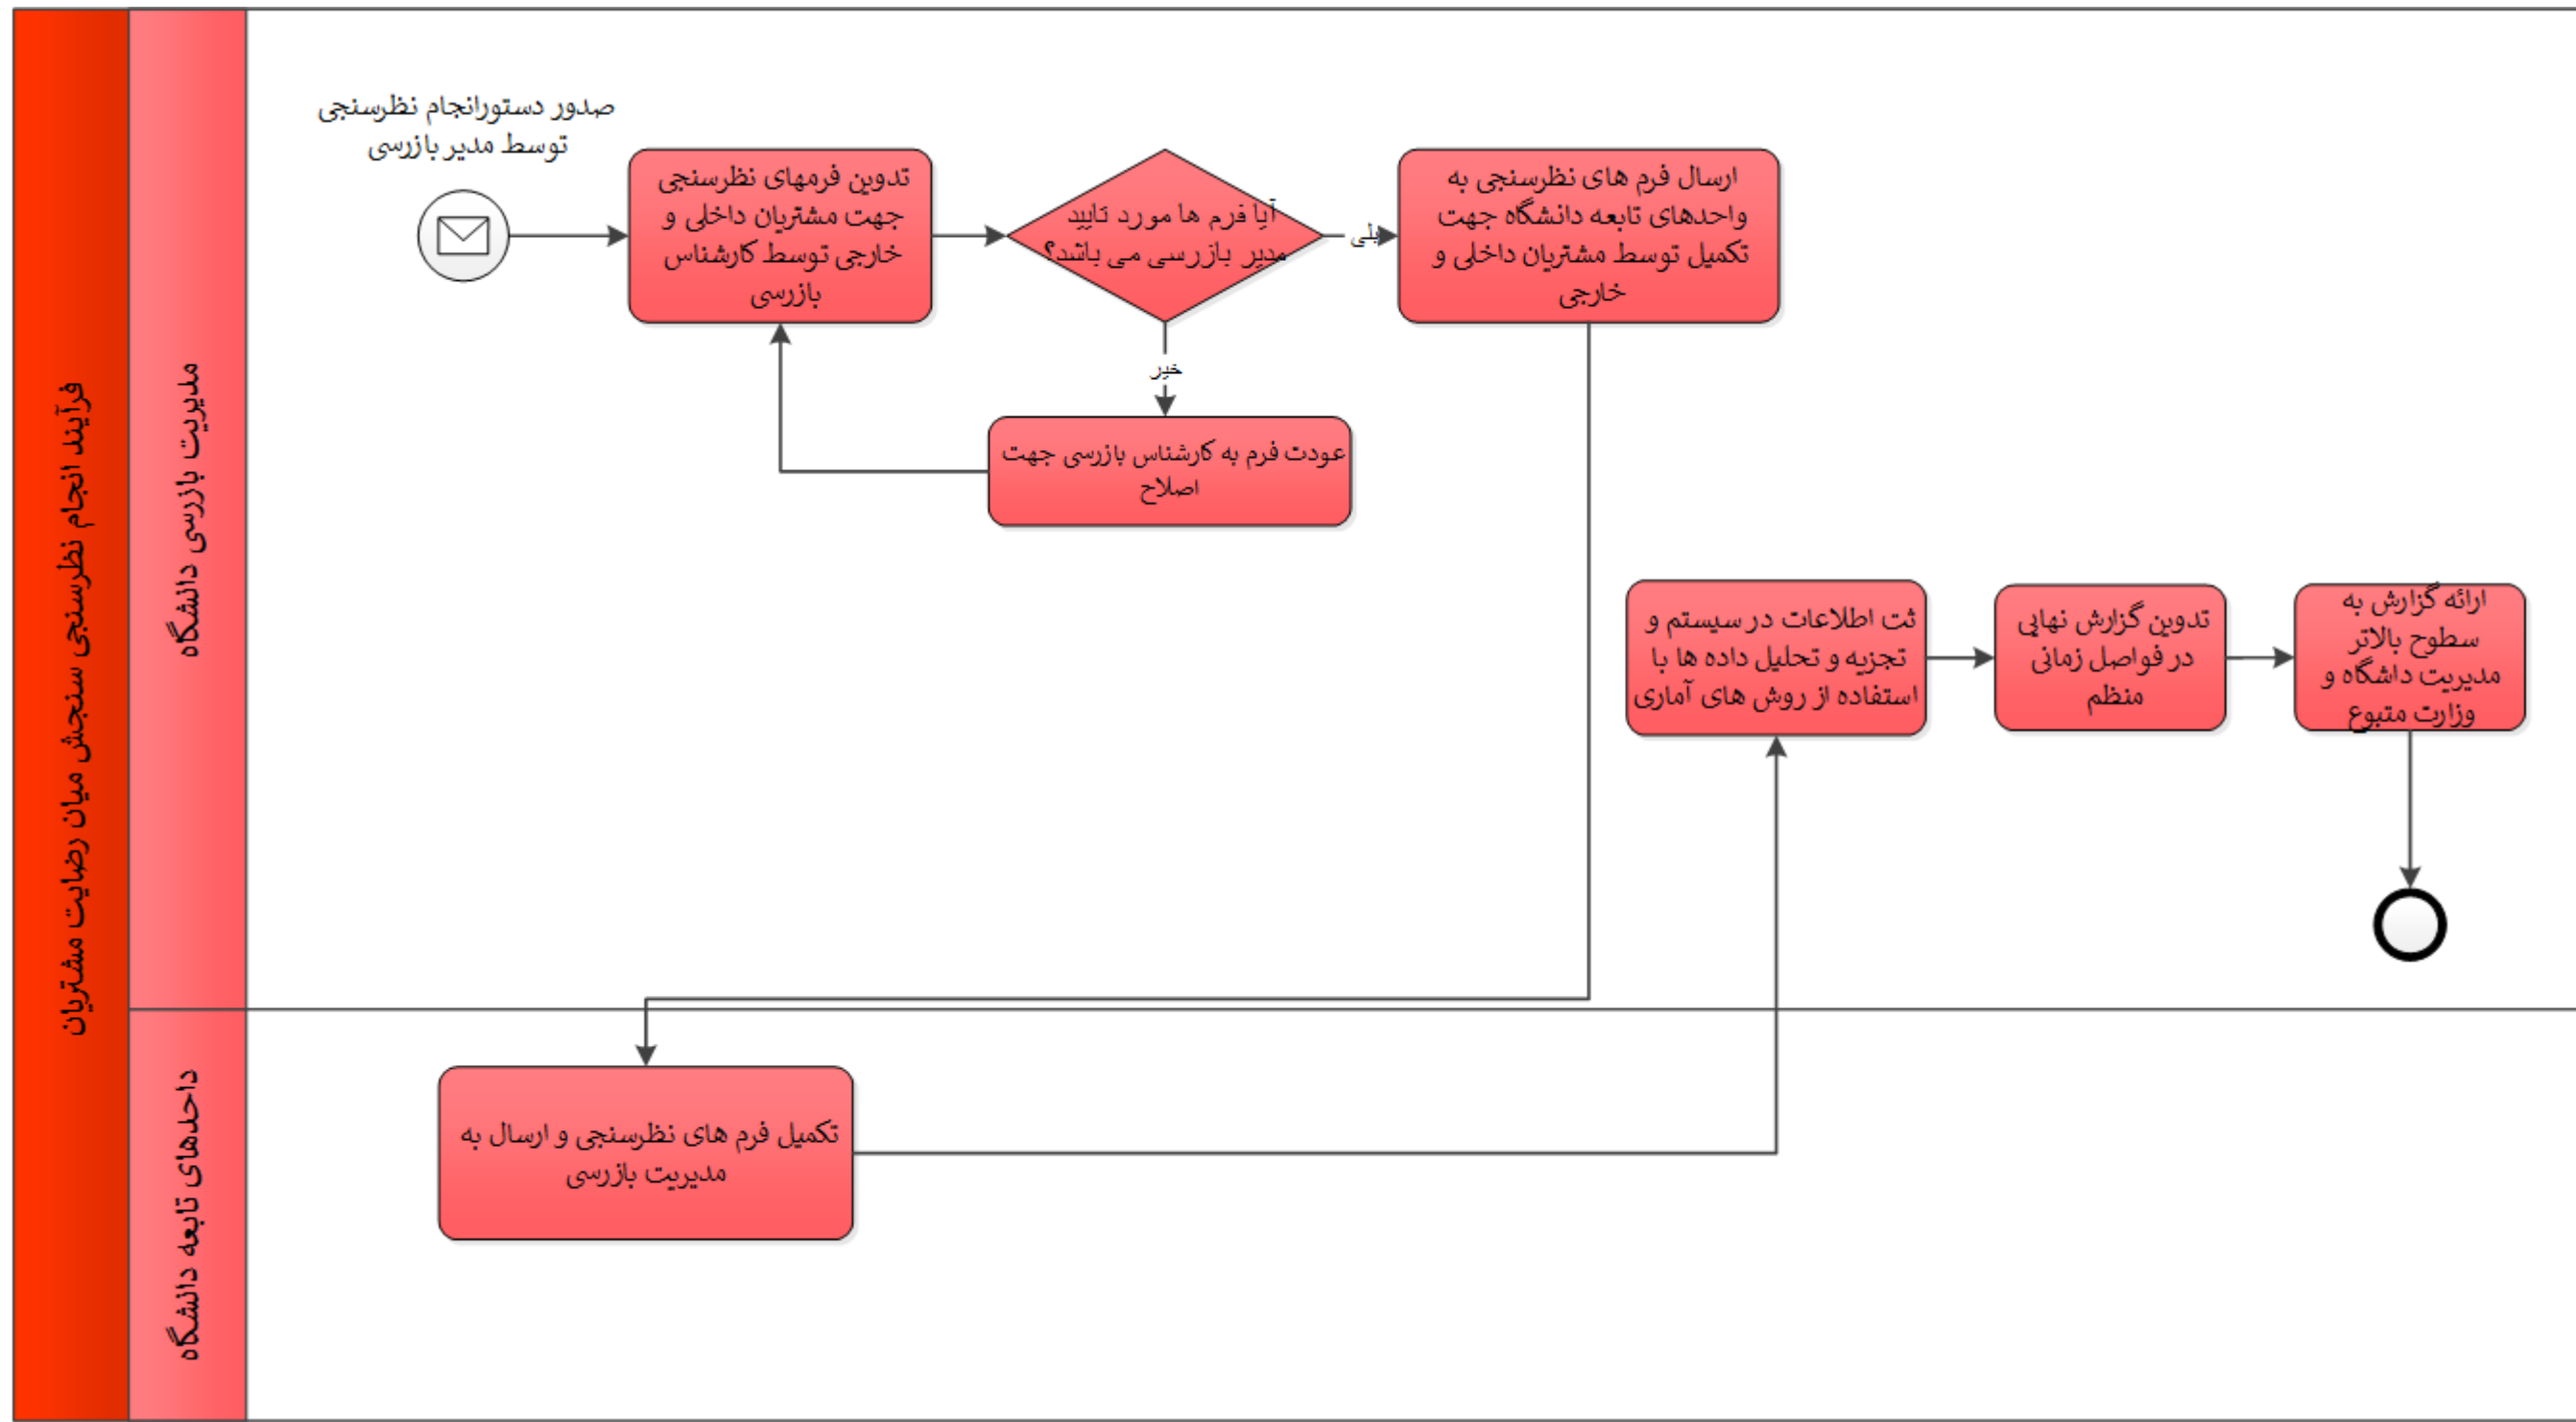 فرآیند انجام نظرسنجی سنجش میان رضایت مشتریان
مدیریت بازرسی دانشگاه
صدور دستورانجام نظرسنجی
توسط مدیر بازرسی
تدوین فرمهای نظرسنجی
جهت مشتریان داخلی و
خارجی توسط کارشناس
بازرسی
آیا فرم ها مورد تایید
مدیر بازرسی می باشد؟
بلی
ارسال فرم های نظرسنجی به
واحدهای تابعه دانشگاه جهت
تکمیل توسط مشتریان داخلی و
خارجی
خیر
عودت فرم به کارشناس بازرسی جهت
اصلاح
ثت اطلاعات در سیستم و
تجزیه و تحلیل داده ها با
استفاده از روش های آماری
تدوین گزارش نهایی
در فواصل زمانی
منظم
ارائه گزارش به
سطوح بالاتر
مدیریت داشگاه و
وزارت متبوع
داحدهای تابعه دانشگاه
تکمیل فرم های نظرسنجی و ارسال به
مدیریت بازرسی